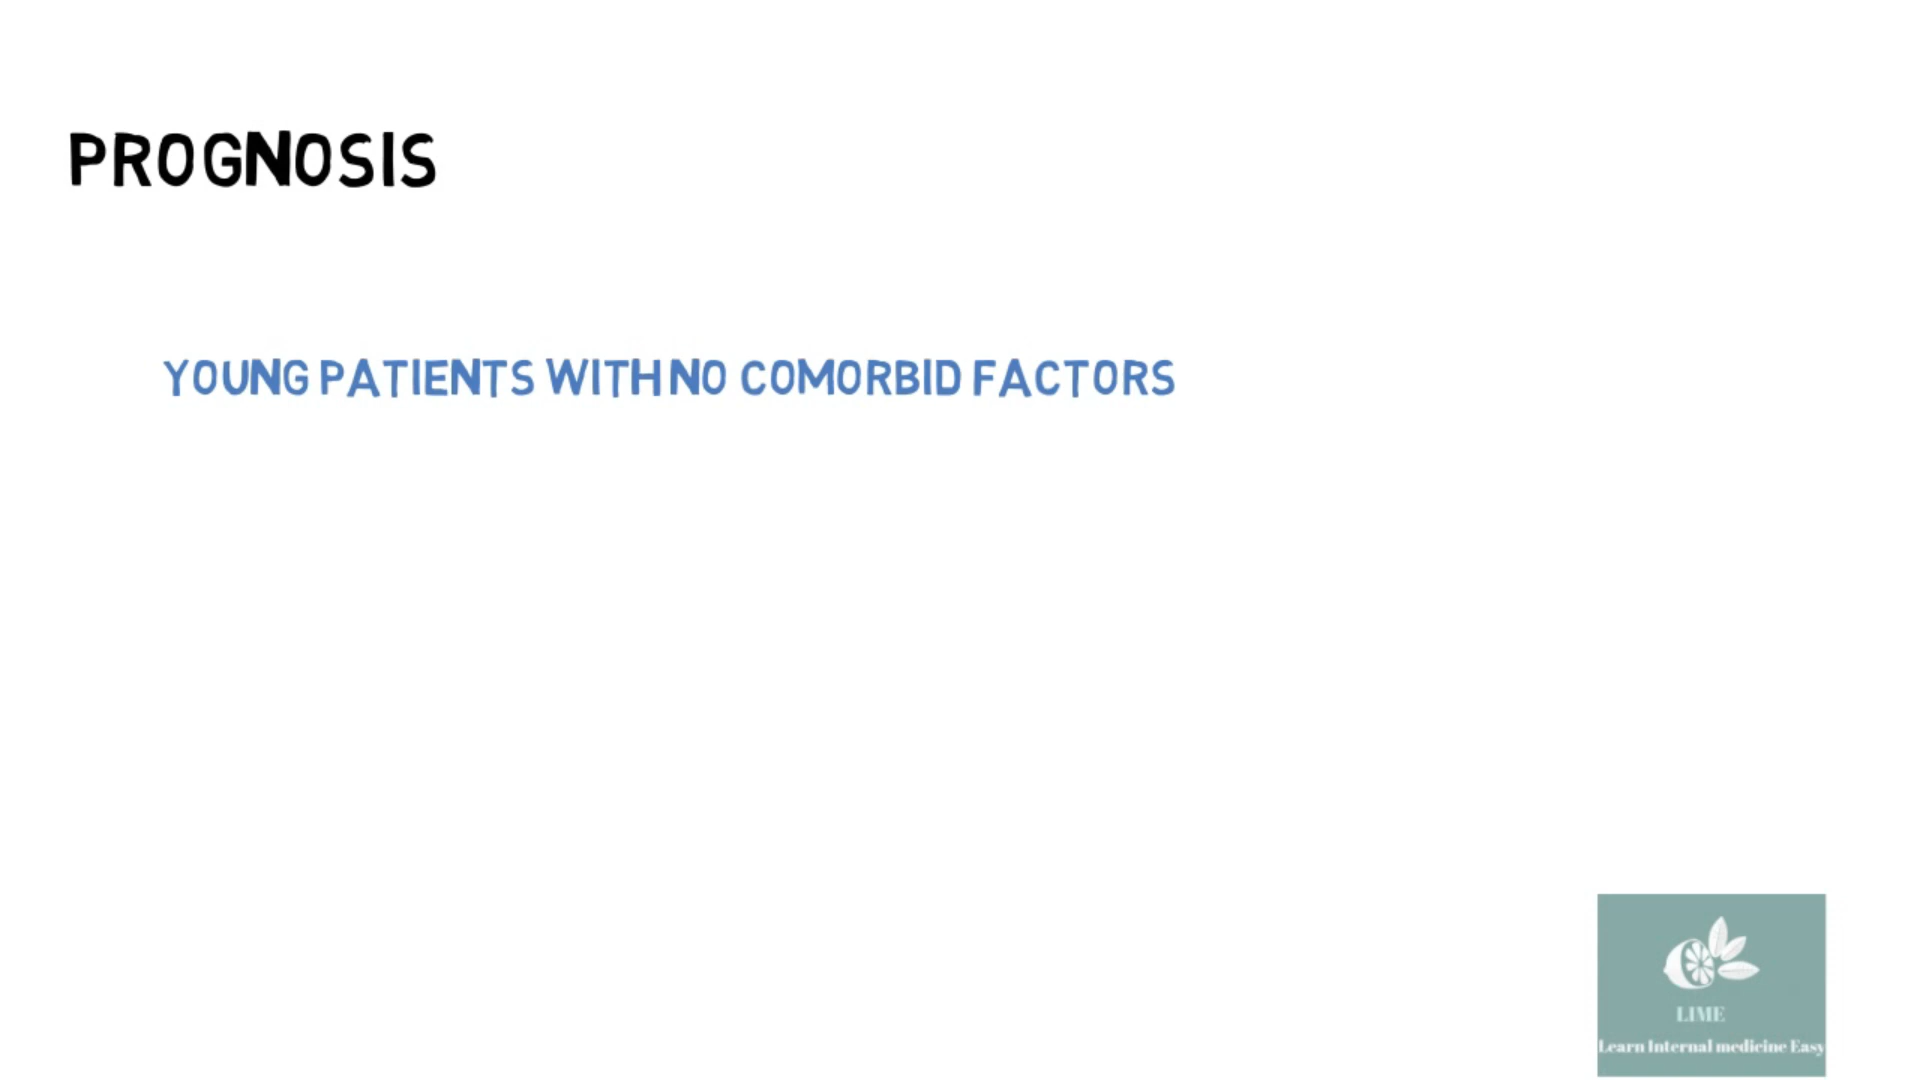 PROGNOSIS
YOUNG PATIENTS WITH NO COMORBID FACTORS
LIME
Learn Internal medicine Easy